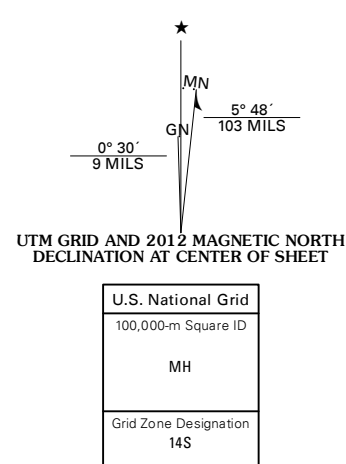 ★
MN
5° 48´
103 MILS
GN
0° 30´
9 MILS
UTM GRID AND 2012 MAGNETIC NORTH
DECLINATION AT CENTER OF SHEET
U.S. National Grid
100,000-m Square ID
MH
Grid Zone Designation
14S